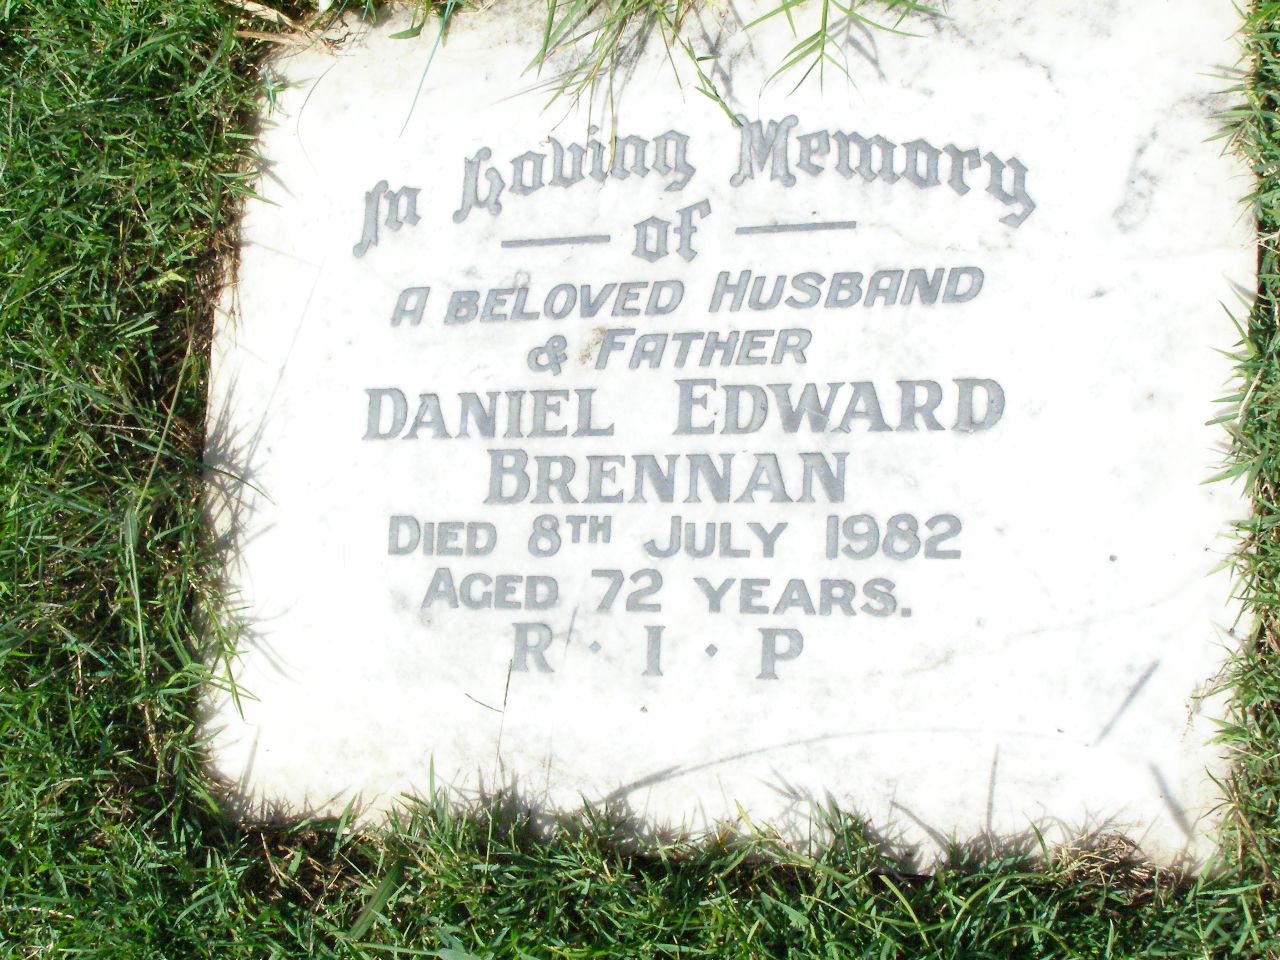 In Loving Memory
of
A BELOVED HUSBAND
& FATHER
DANIEL EDWARD
BRENNAN
DIED 8TH JULY 1982
AGED 72 YEARS.
R · I · P